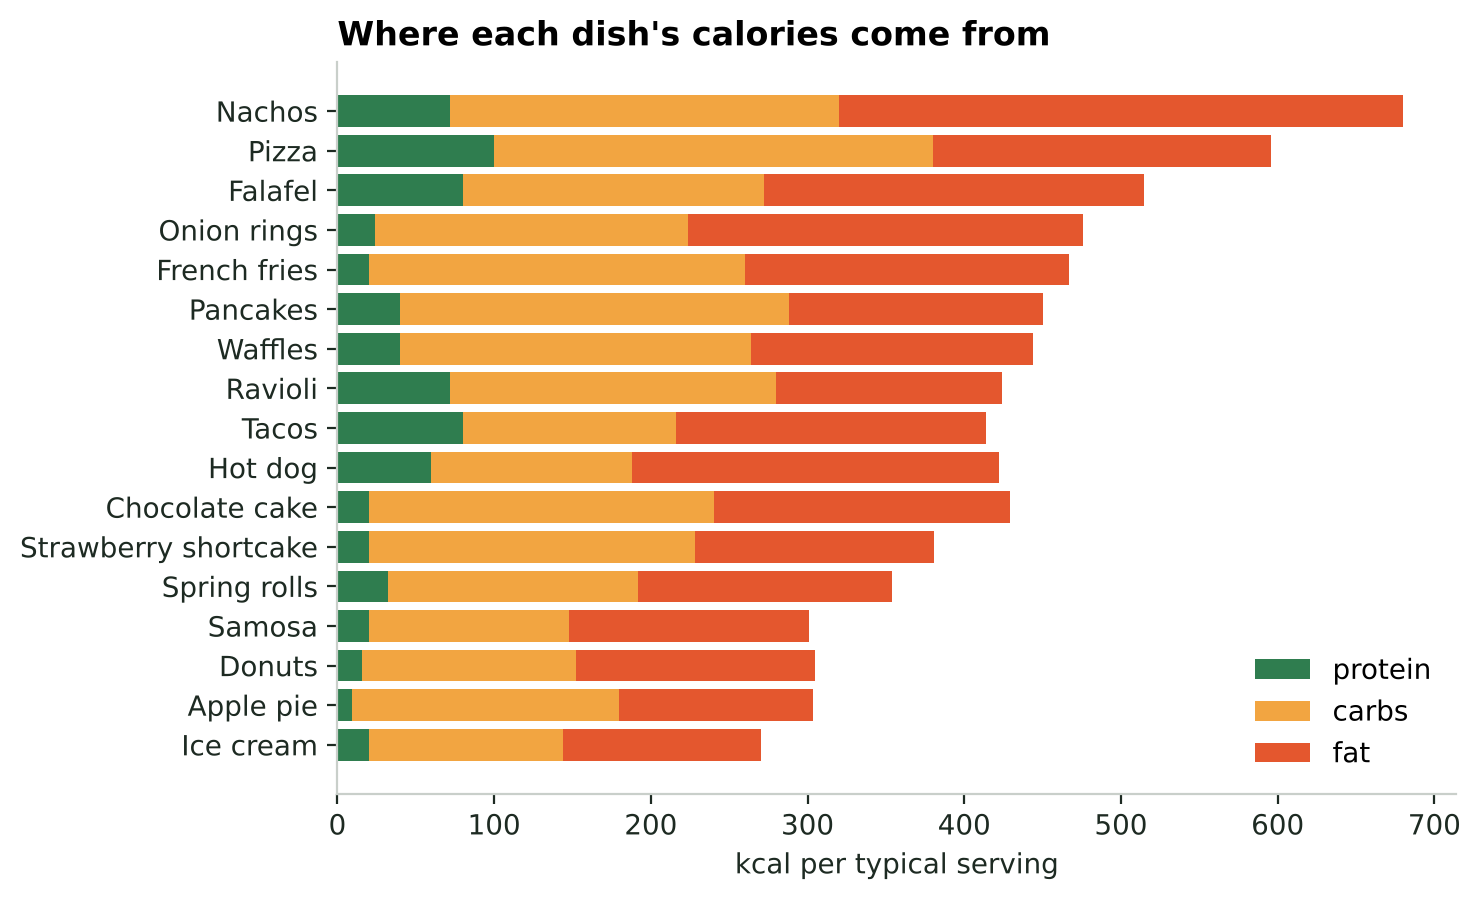 Where each dish's calories come from
Nachos
Pizza
Falafel
Onion rings
French fries
Pancakes
Waffles
Ravioli
Tacos
Hot dog
Chocolate cake
Strawberry shortcake
Spring rolls
Samosa
Donuts
Apple pie
Ice cream
protein
carbs
fat
0 100 200 300 400 500 600 700
kcal per typical serving